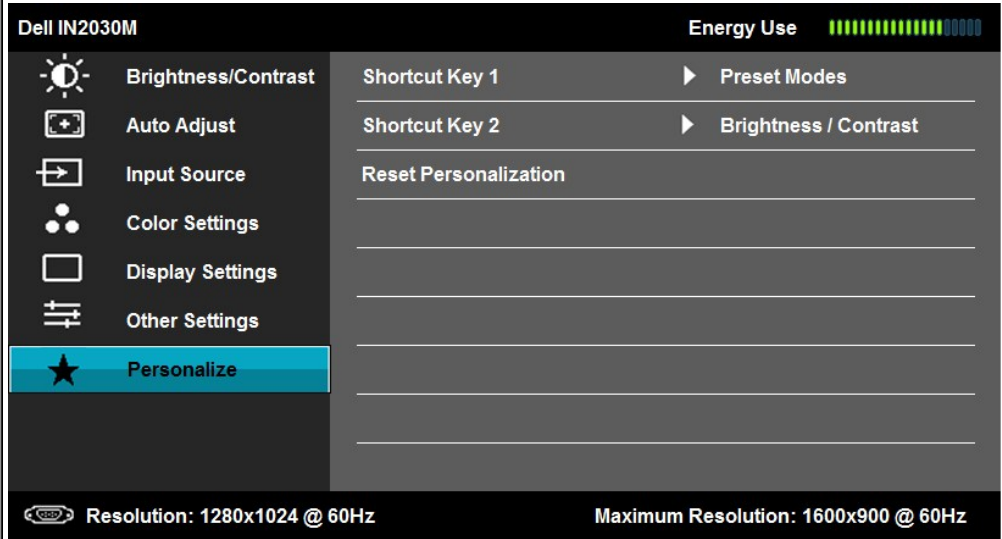 Dell IN2030M Energy Use
Brightness/Contrast Shortcut Key 1 Preset Modes
Auto Adjust Shortcut Key 2 Brightness / Contrast
Input Source Reset Personalization
Color Settings
Display Settings
Other Settings
Personalize
Resolution: 1280x1024 @ 60Hz Maximum Resolution: 1600x900 @ 60Hz